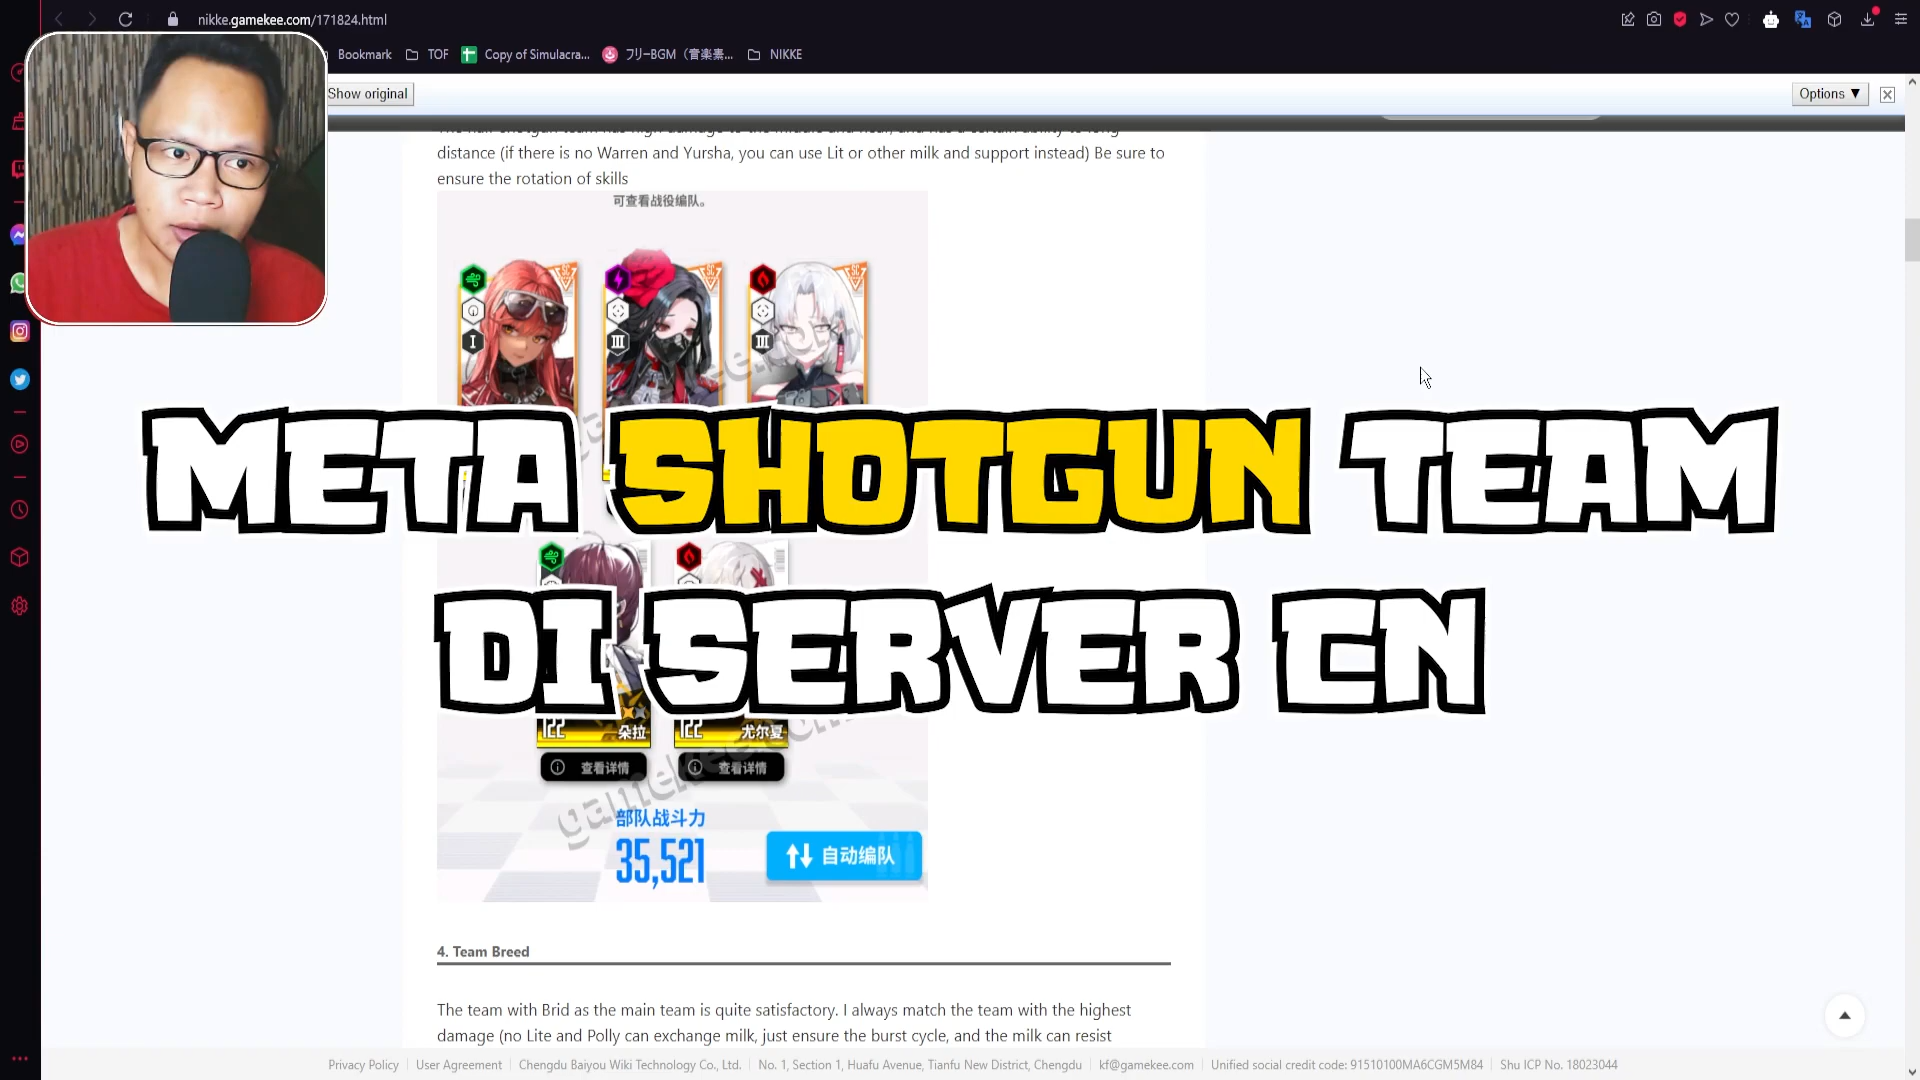 nikke.gamekee.com/171824.html
Bookmark
TOF
Copy of Simulacra...
フリーBGM（音楽素...
NIKKE
Show original
Options ▼
distance (if there is no Warren and Yursha, you can use Lit or other milk and support instead) Be sure to
ensure the rotation of skills
可查看战役编队。
I
III
III
META SHOTGUN TEAM
DI SERVER CN
122 朵拉
122 尤尔夏
查看详情
查看详情
gamekee.com
部队战斗力
35,521
自动编队
4. Team Breed
The team with Brid as the main team is quite satisfactory. I always match the team with the highest
damage (no Lite and Polly can exchange milk, just ensure the burst cycle, and the milk can resist
Privacy Policy
User Agreement
Chengdu Baiyou Wiki Technology Co., Ltd.
No. 1, Section 1, Huafu Avenue, Tianfu New District, Chengdu
kf@gamekee.com
Unified social credit code: 91510100MA6CGM5M84
Shu ICP No. 18023044